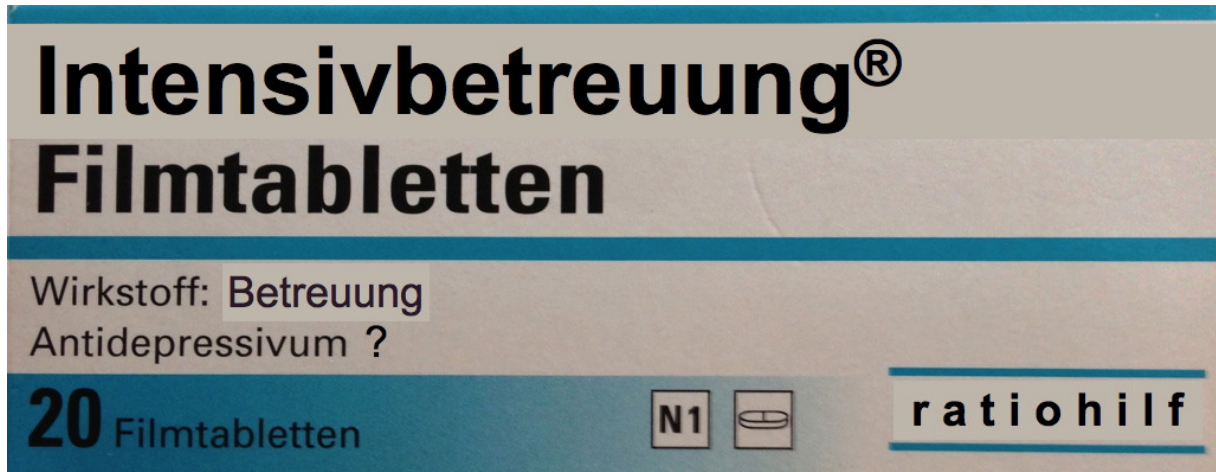 Intensivbetreuung®
Filmtabletten
Wirkstoff: Betreuung
Antidepressivum ?
20 Filmtabletten
N1
ratiohilf